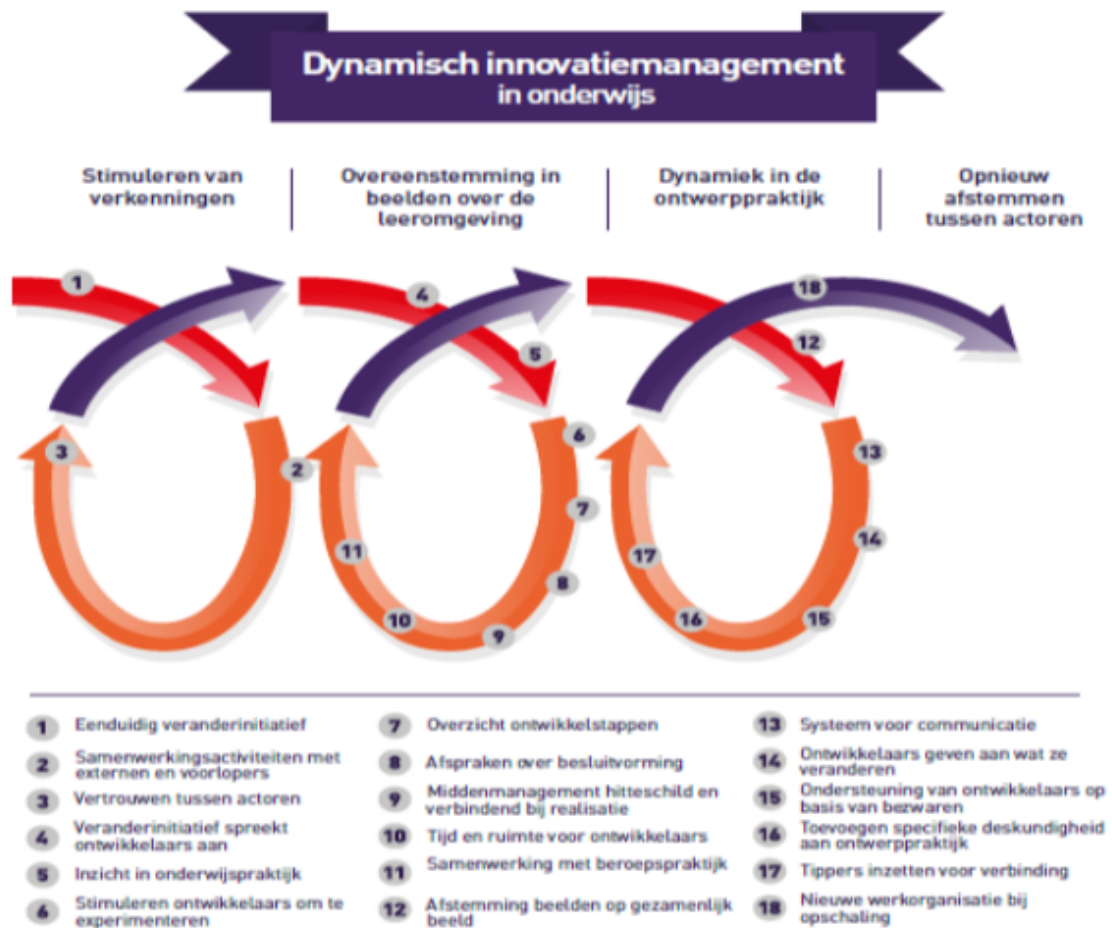 Dynamisch innovatiemanagement
in onderwijs
Stimuleren van
verkenningen
Overeenstemming in
beelden over de
leeromgeving
Dynamiek in de
ontwerppraktijk
Opnieuw
afstemmen
tussen actoren
1
2
3
4
5
6
7
8
9
10
11
12
13
14
15
16
17
18
1 Eenduidig veranderinitiatief
2 Samenwerkingsactiviteiten met
externen en voorlopers
3 Vertrouwen tussen actoren
4 Veranderinitiatief spreekt
ontwikkelaars aan
5 Inzicht in onderwijspraktijk
6 Stimuleren ontwikkelaars om te
experimenteren
7 Overzicht ontwikkelstappen
8 Afspraken over besluitvorming
9 Middenmanagement hitteschild en
verbindend bij realisatie
10 Tijd en ruimte voor ontwikkelaars
11 Samenwerking met beroepspraktijk
12 Afstemming beelden op gezamenlijk
beeld
13 Systeem voor communicatie
14 Ontwikkelaars geven aan wat ze
veranderen
15 Ondersteuning van ontwikkelaars op
basis van bezwaren
16 Toevoegen specifieke deskundigheid
aan ontwerppraktijk
17 Tippers inzetten voor verbinding
18 Nieuwe werkorganisatie bij
opschaling